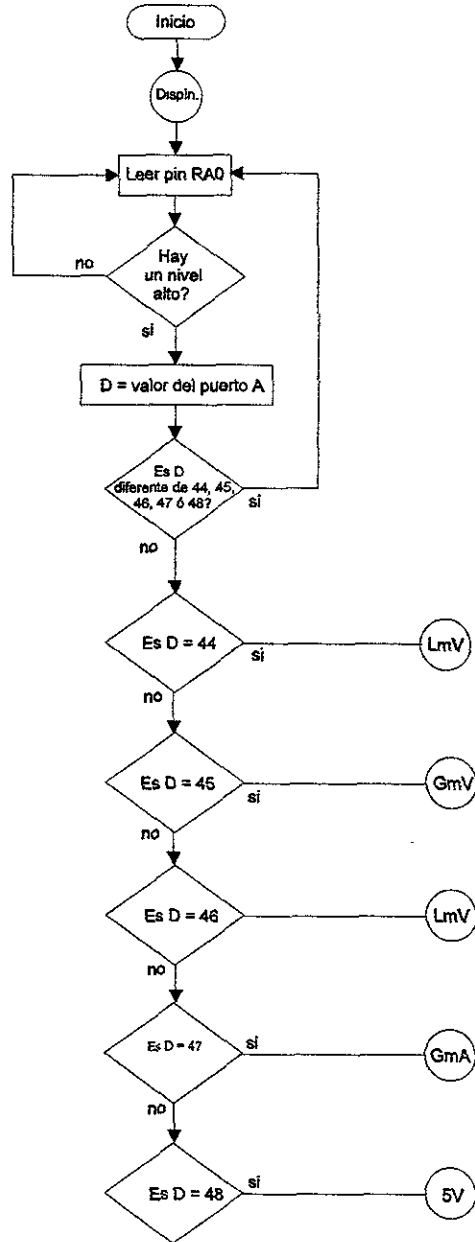 Inicio
Dispin.
Leer pin RA0
Hay
un nivel
alto?
no
si
D = valor del puerto A
Es D
diferente de 44, 45,
46, 47 ó 48?
si
no
Es D = 44
si
LmV
no
Es D = 45
si
GmV
no
Es D = 46
LmV
no
Es D = 47
si
GmA
no
Es D = 48
si
5V